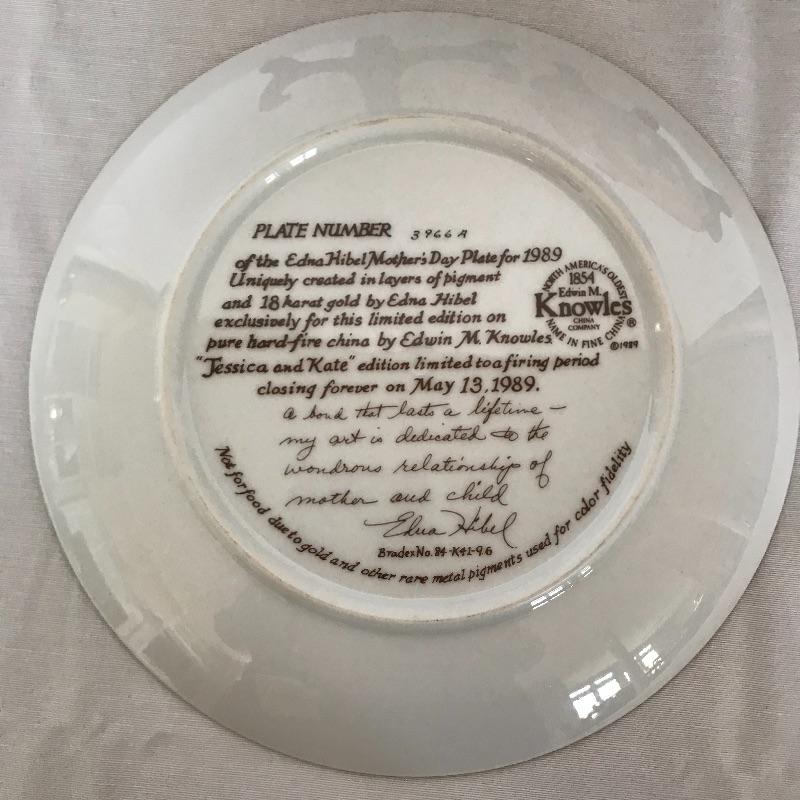 PLATE NUMBER 3966A
of the Edna Hibel Mother's Day Plate for 1989
Uniquely created in layers of pigment
and 18 karat gold by Edna Hibel
exclusively for this limited edition on
pure hard-fire china by Edwin M. Knowles.
"Jessica and Kate" edition limited to a firing period
closing forever on May 13, 1989.
a bond that lasts a lifetime —
my art is dedicated to the
wondrous relationship of
mother and child
Edna Hibel
Bradex No. 84-K41-9.6
Not for food due to gold and other rare metal pigments used for color fidelity
NORTH AMERICA'S OLDEST
1854
Edwin M.
Knowles
CHINA
COMPANY
NAME IN FINE CHINA
®
©1989